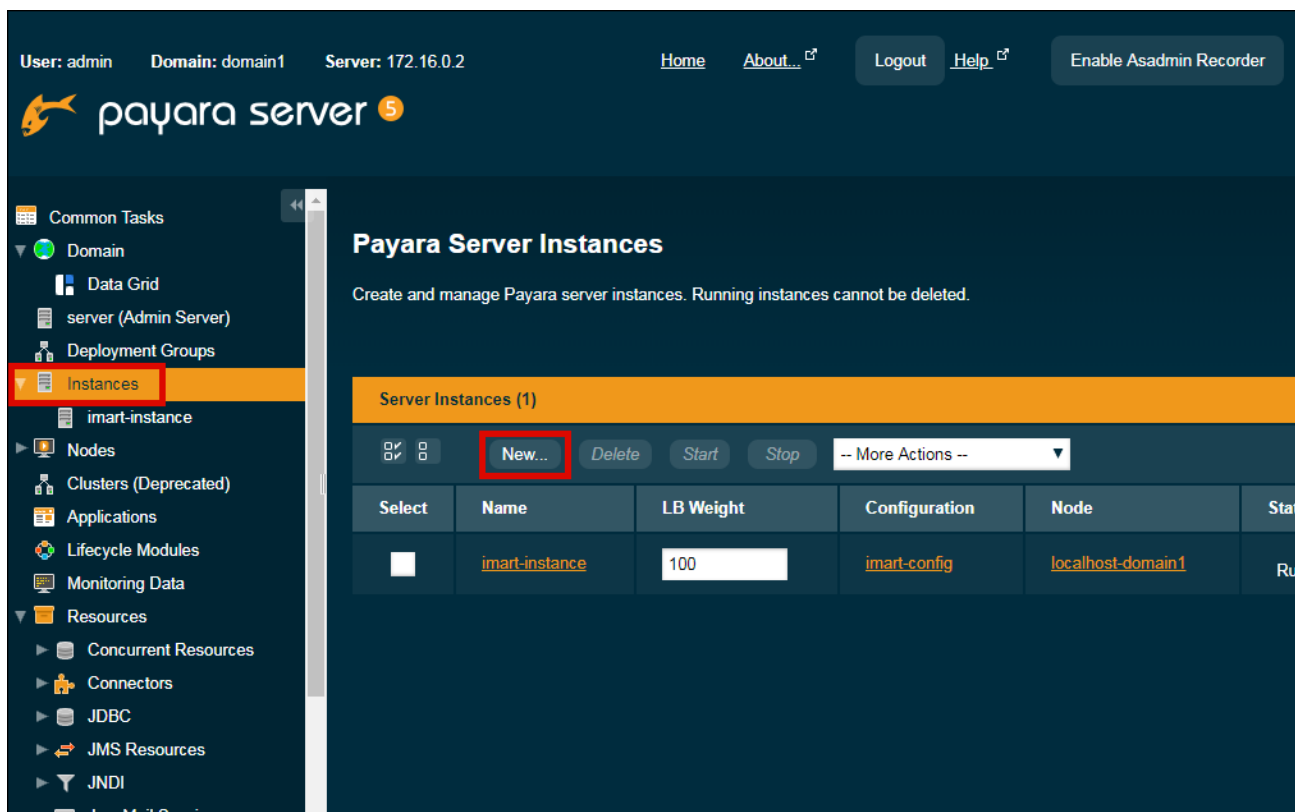 User: admin Domain: domain1 Server: 172.16.0.2 Home About... Logout Help Enable Asadmin Recorder
payara server 5
Common Tasks
Domain
Data Grid
server (Admin Server)
Deployment Groups
Instances
imart-instance
Nodes
Clusters (Deprecated)
Applications
Lifecycle Modules
Monitoring Data
Resources
Concurrent Resources
Connectors
JDBC
JMS Resources
JNDI
Payara Server Instances
Create and manage Payara server instances. Running instances cannot be deleted.
Server Instances (1)
New... Delete Start Stop -- More Actions --
Select Name LB Weight Configuration Node Sta
imart-instance 100 imart-config localhost-domain1 Ru